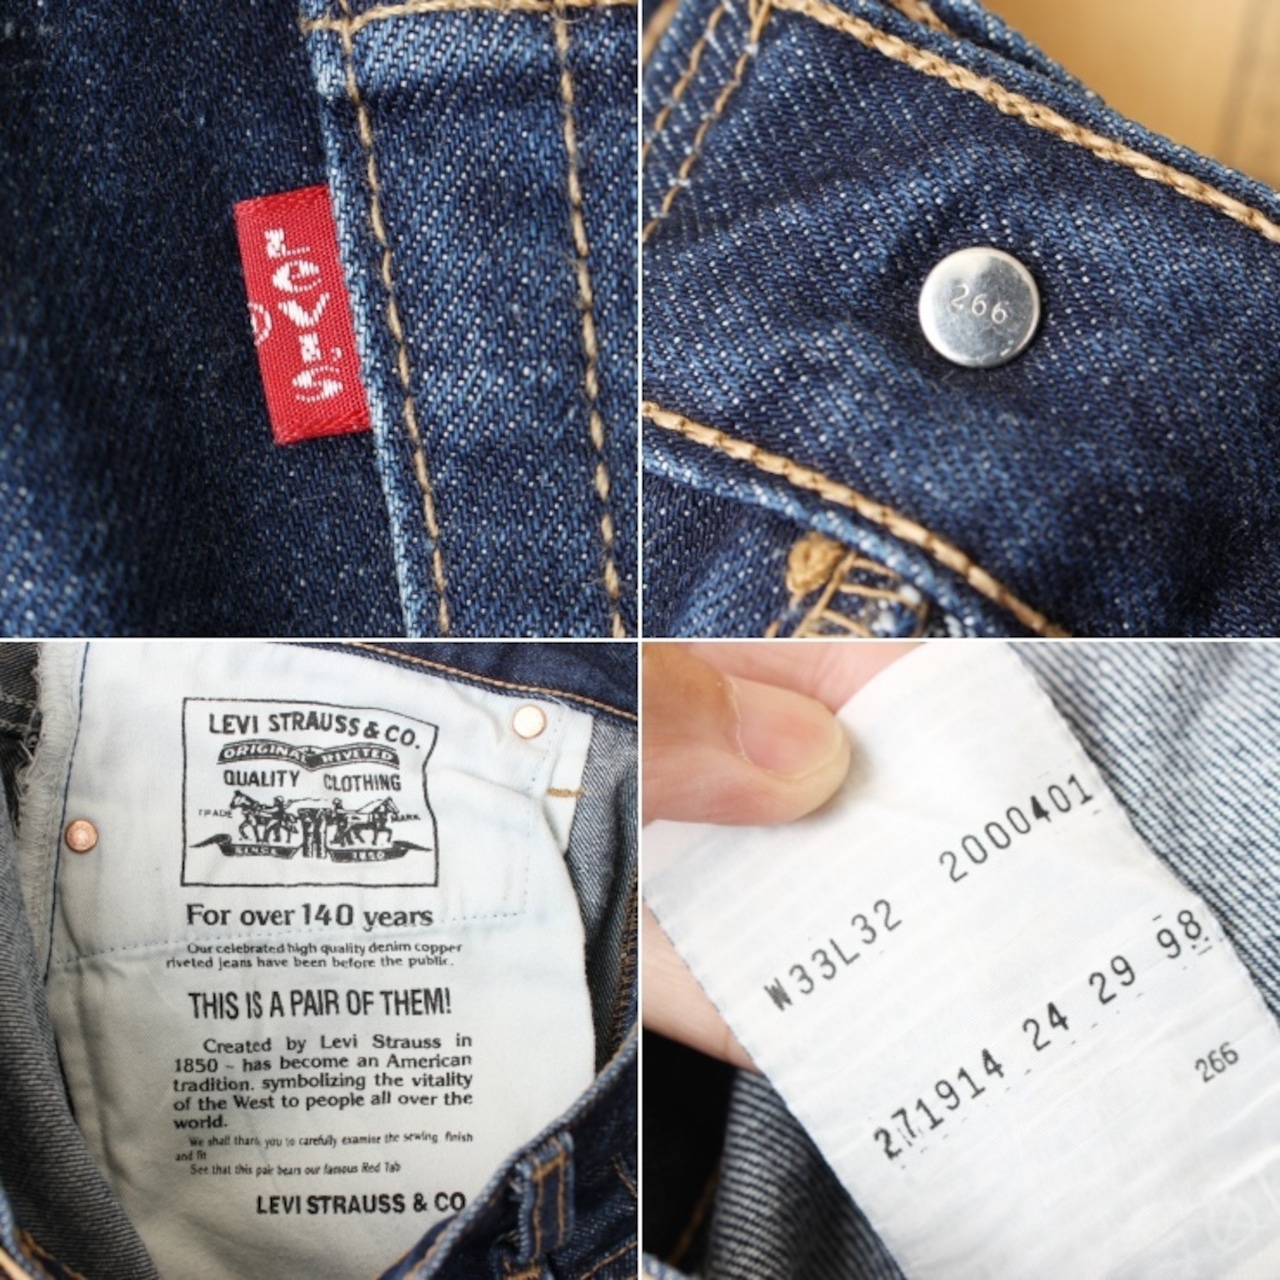 Levi's
266
LEVI STRAUSS & CO.
ORIGINAL RIVETED
QUALITY CLOTHING
TRADE MARK
SINCE 1850
For over 140 years
Our celebrated high quality denim copper
riveted jeans have been before the public.
THIS IS A PAIR OF THEM!
Created by Levi Strauss in
1850 - has become an American
tradition. symbolizing the vitality
of the West to people all over the
world.
We shall thank you to carefully examine the sewing finish
and fit
See that this pair bears our famous Red Tab
LEVI STRAUSS & CO
W33L32 2000401
271914 24 29 98
266